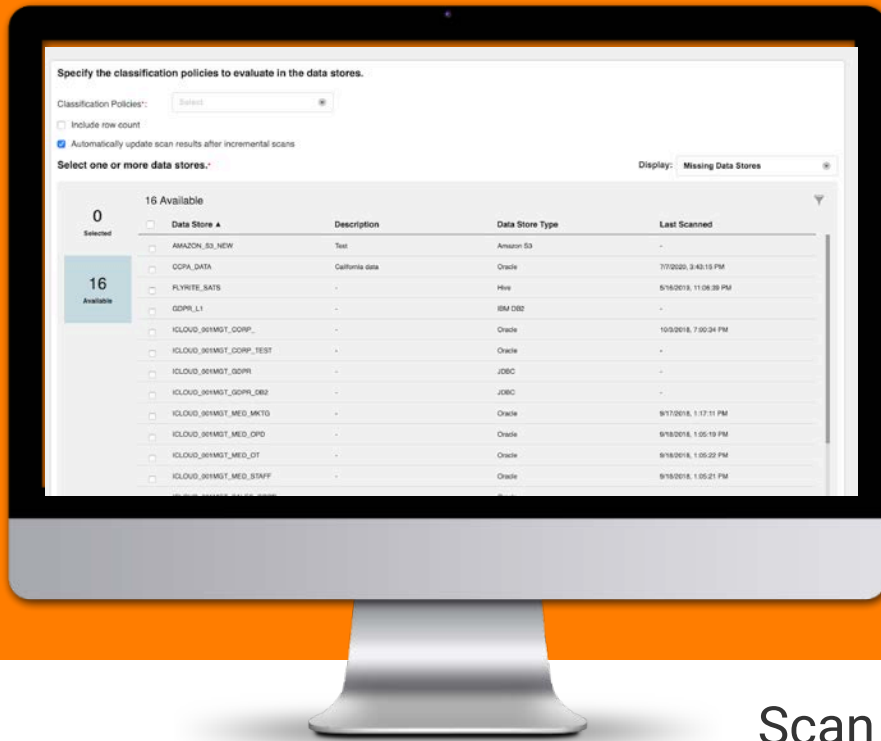 Specify the classification policies to evaluate in the data stores.
Classification Policies*: Select
Include row count
Automatically update scan results after incremental scans
Select one or more data stores.* Display: Missing Data Stores
0
Selected
16
Available
16 Available
Data Store ▲ Description Data Store Type Last Scanned
AMAZON_S3_NEW Test Amazon S3 -
CCPA_DATA California data Oracle 7/7/2020, 3:43:15 PM
FLYRITE_SATS - Hive 5/16/2019, 11:06:39 PM
GDPR_L1 - IBM DB2 -
ICLOUD_001MGT_CORP_ - Oracle 10/3/2018, 7:00:34 PM
ICLOUD_001MGT_CORP_TEST - Oracle -
ICLOUD_001MGT_GDPR - JDBC -
ICLOUD_001MGT_GDPR_DB2 - JDBC -
ICLOUD_001MGT_MED_MKTG - Oracle 9/17/2018, 1:17:11 PM
ICLOUD_001MGT_MED_OPD - Oracle 9/18/2018, 1:05:19 PM
ICLOUD_001MGT_MED_OT - Oracle 9/18/2018, 1:05:22 PM
ICLOUD_001MGT_MED_STAFF - Oracle 9/18/2018, 1:05:21 PM
Scan